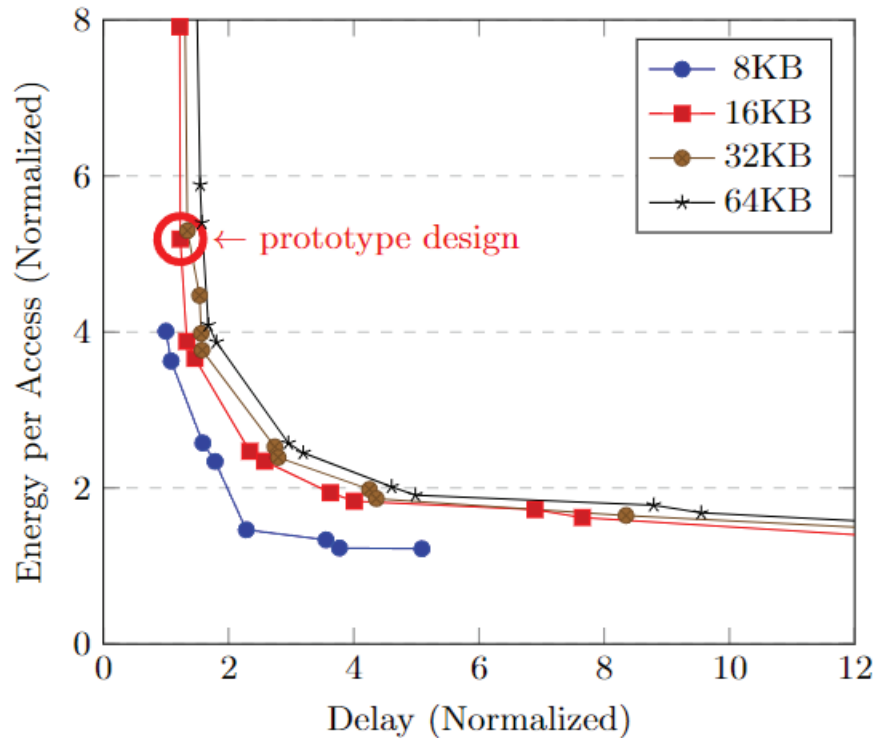 8
6
4
2
0
0
2
4
6
8
10
12
Energy per Access (Normalized)
Delay (Normalized)
8KB
16KB
32KB
64KB
← prototype design